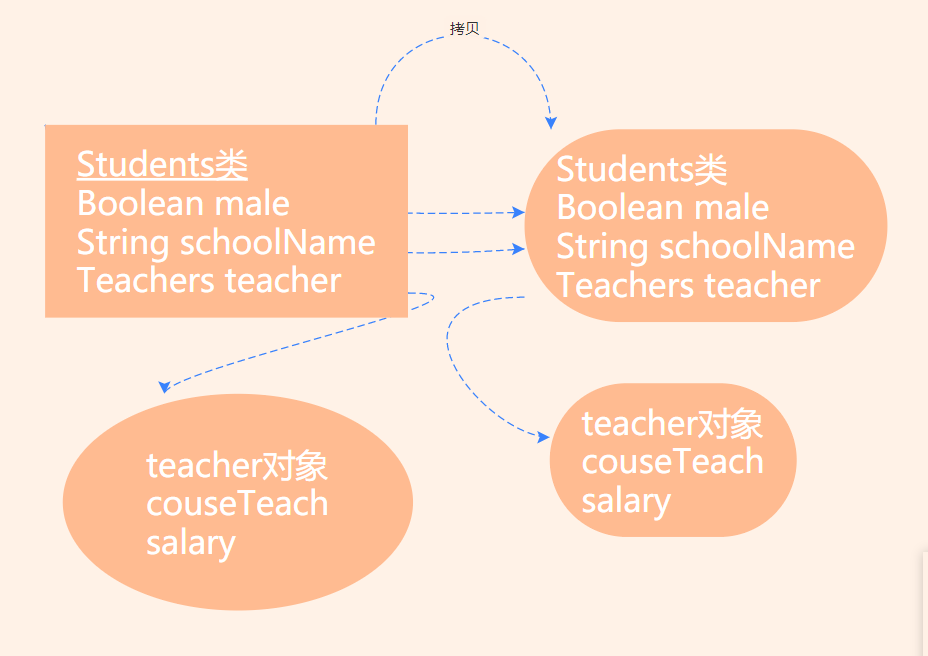 拷贝
Students类
Boolean male
String schoolName
Teachers teacher
Students类
Boolean male
String schoolName
Teachers teacher
teacher对象
couseTeach
salary
teacher对象
couseTeach
salary